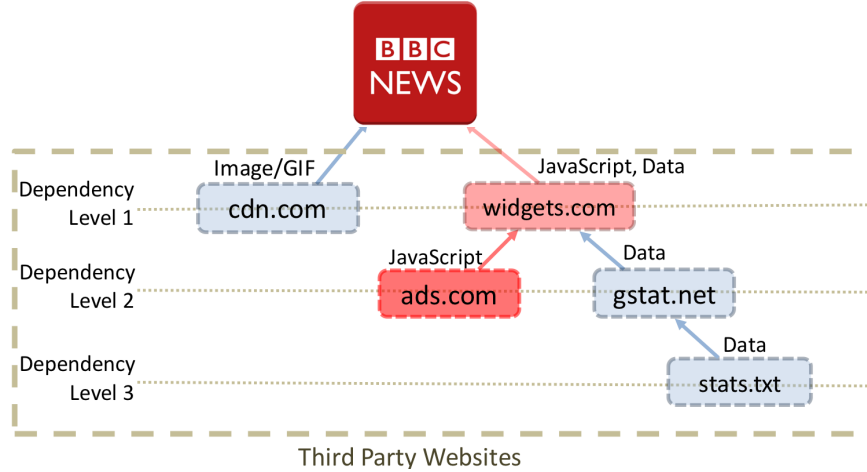 BBC
NEWS
Image/GIF
JavaScript, Data
Dependency
Level 1
cdn.com
widgets.com
JavaScript
Data
Dependency
Level 2
ads.com
gstat.net
Data
Dependency
Level 3
stats.txt
Third Party Websites